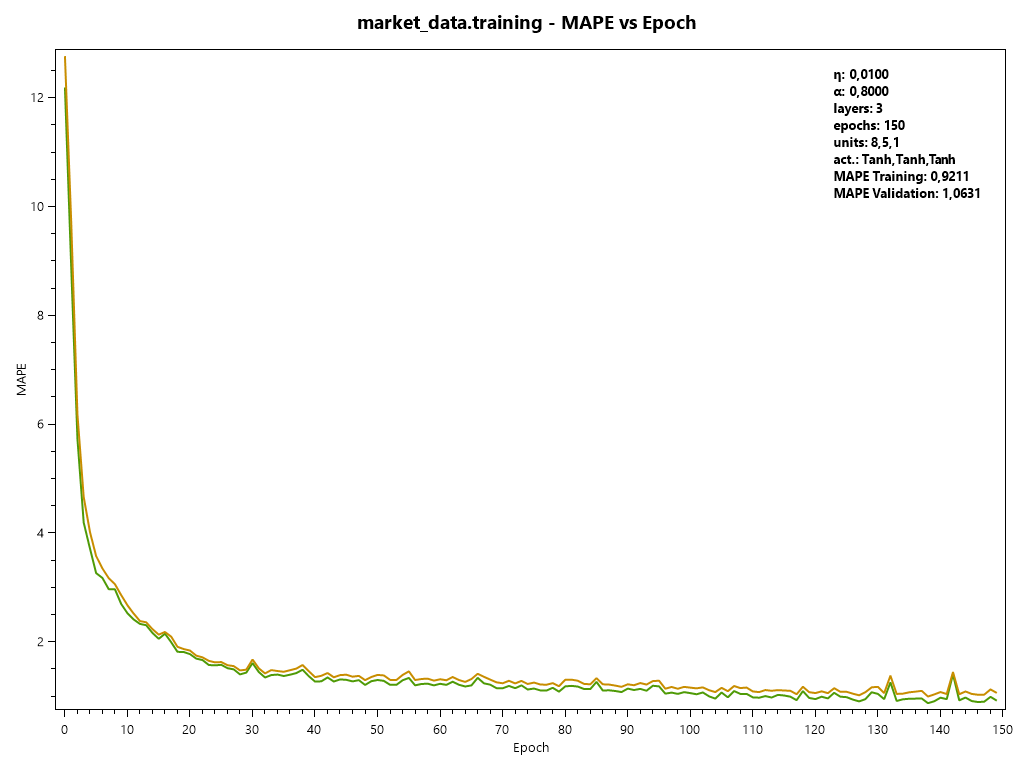 market_data.training - MAPE vs Epoch
η: 0,0100
α: 0,8000
layers: 3
epochs: 150
units: 8,5,1
act.: Tanh,Tanh,Tanh
MAPE Training: 0,9211
MAPE Validation: 1,0631
12
10
8
6
4
2
MAPE
0 10 20 30 40 50 60 70 80 90 100 110 120 130 140 150
Epoch